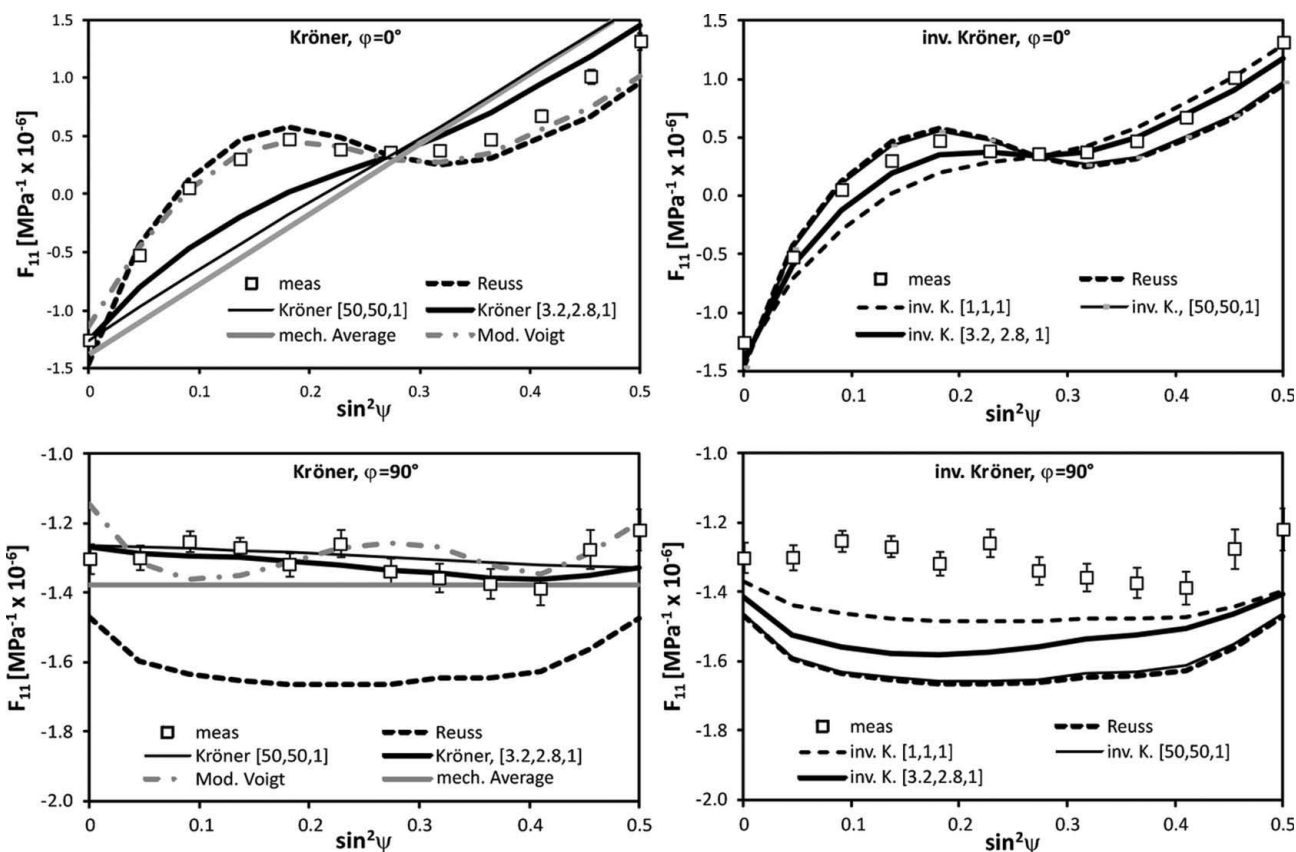 Kröner, φ=0°
F11 [MPa-1 x 10-6]
1.5
1.0
0.5
0.0
-0.5
-1.0
-1.5
meas
Reuss
Kröner [50,50,1]
Kröner [3.2,2.8,1]
mech. Average
Mod. Voigt
0
0.1
0.2
0.3
0.4
0.5
sin²ψ
inv. Kröner, φ=0°
F11 [MPa-1 x 10-6]
1.5
1.0
0.5
0.0
-0.5
-1.0
-1.5
meas
Reuss
inv. K. [1,1,1]
inv. K., [50,50,1]
inv. K. [3.2, 2.8, 1]
0
0.1
0.2
0.3
0.4
0.5
sin²ψ
Kröner, φ=90°
F11 [MPa-1 x 10-6]
-1.0
-1.2
-1.4
-1.6
-1.8
-2.0
meas
Reuss
Kröner [50,50,1]
Kröner, [3.2,2.8,1]
Mod. Voigt
mech. Average
0
0.1
0.2
0.3
0.4
0.5
sin²ψ
inv. Kröner, φ=90°
F11 [MPa-1 x 10-6]
-1.0
-1.2
-1.4
-1.6
-1.8
-2.0
meas
Reuss
inv. K. [1,1,1]
inv. K. [50,50,1]
inv. K. [3.2,2.8,1]
0
0.1
0.2
0.3
0.4
0.5
sin²ψ